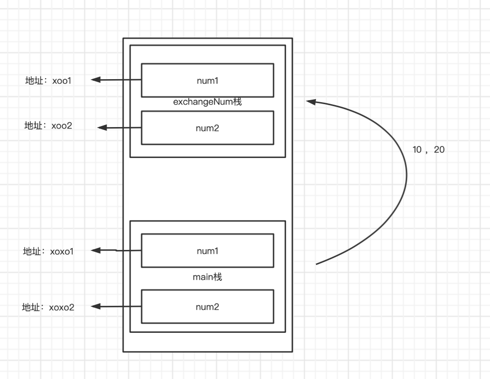 地址：xoo1
num1
exchangeNum栈
地址：xoo2
num2
10 ，20
地址：xoxo1
num1
main栈
地址：xoxo2
num2